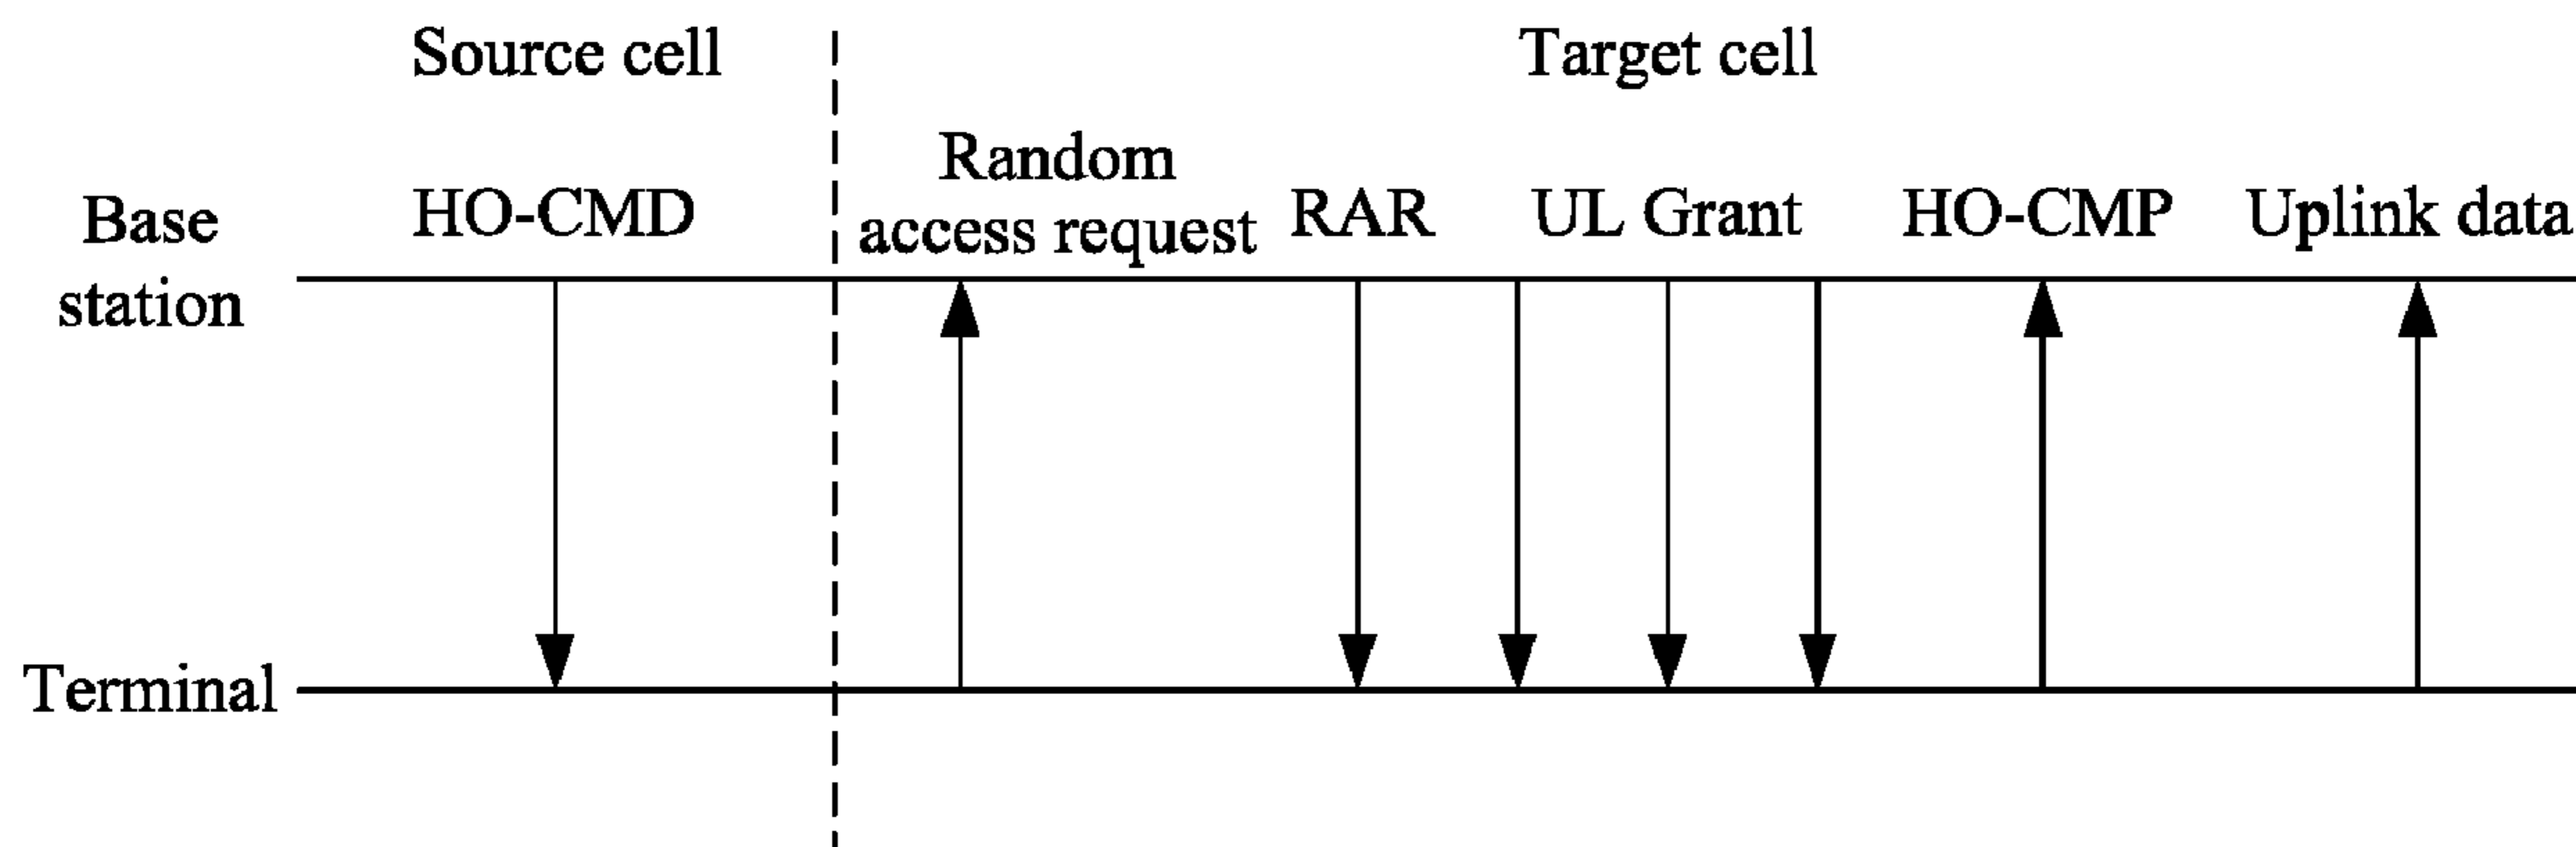 Source cell
Target cell
Random
access request
HO-CMD
RAR
UL Grant
HO-CMP
Uplink data
Base
station
Terminal